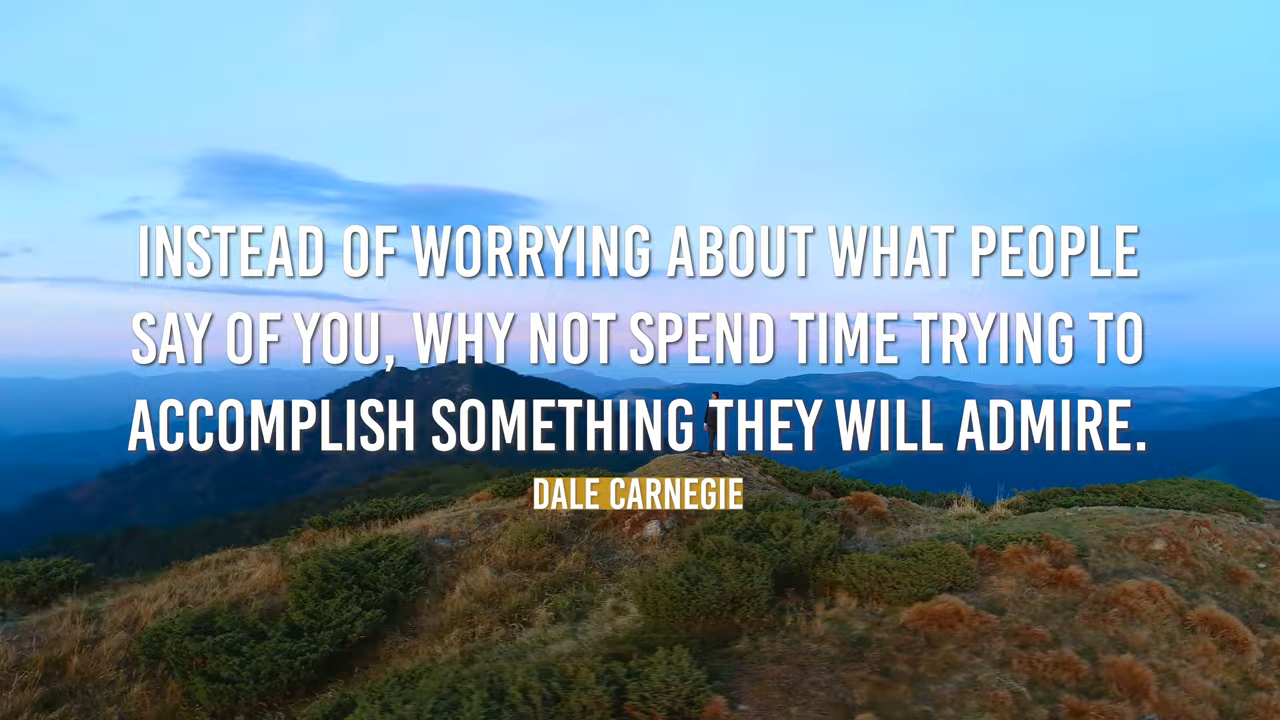 INSTEAD OF WORRYING ABOUT WHAT PEOPLE
SAY OF YOU, WHY NOT SPEND TIME TRYING TO
ACCOMPLISH SOMETHING THEY WILL ADMIRE.
DALE CARNEGIE